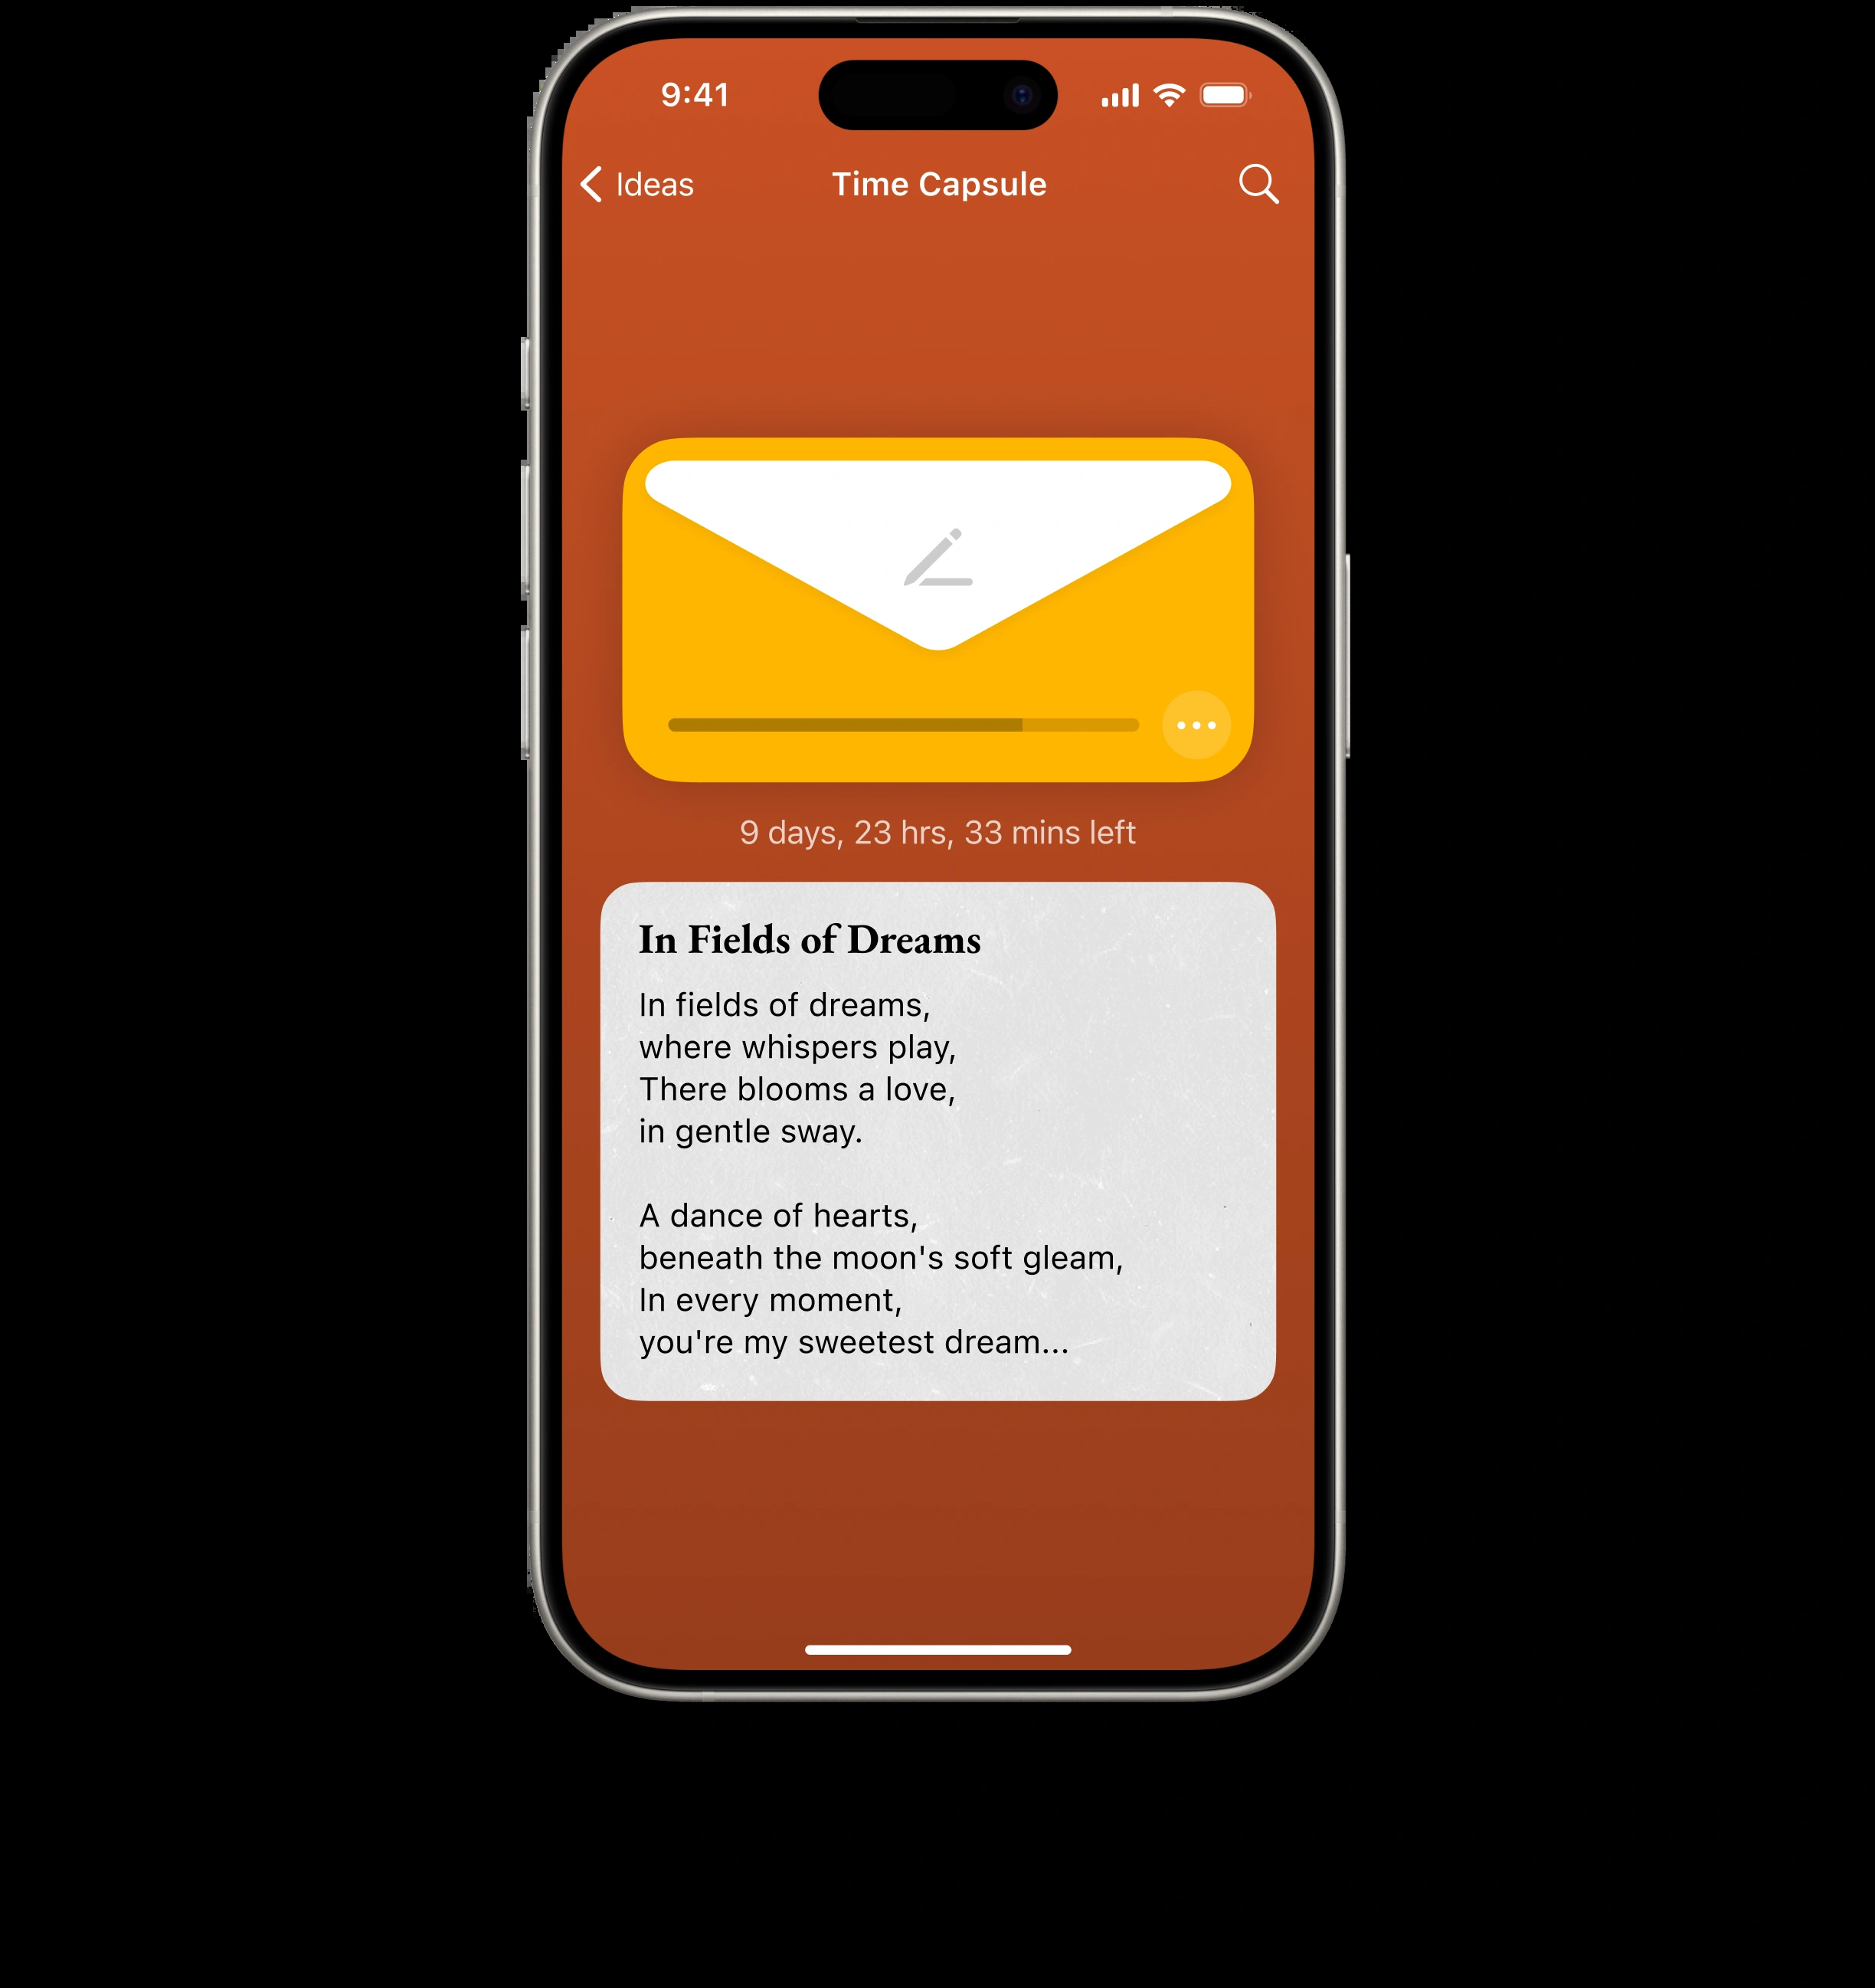 9:41
Ideas
Time Capsule
9 days, 23 hrs, 33 mins left
In Fields of Dreams
In fields of dreams,
where whispers play,
There blooms a love,
in gentle sway.
A dance of hearts,
beneath the moon's soft gleam,
In every moment,
you're my sweetest dream...